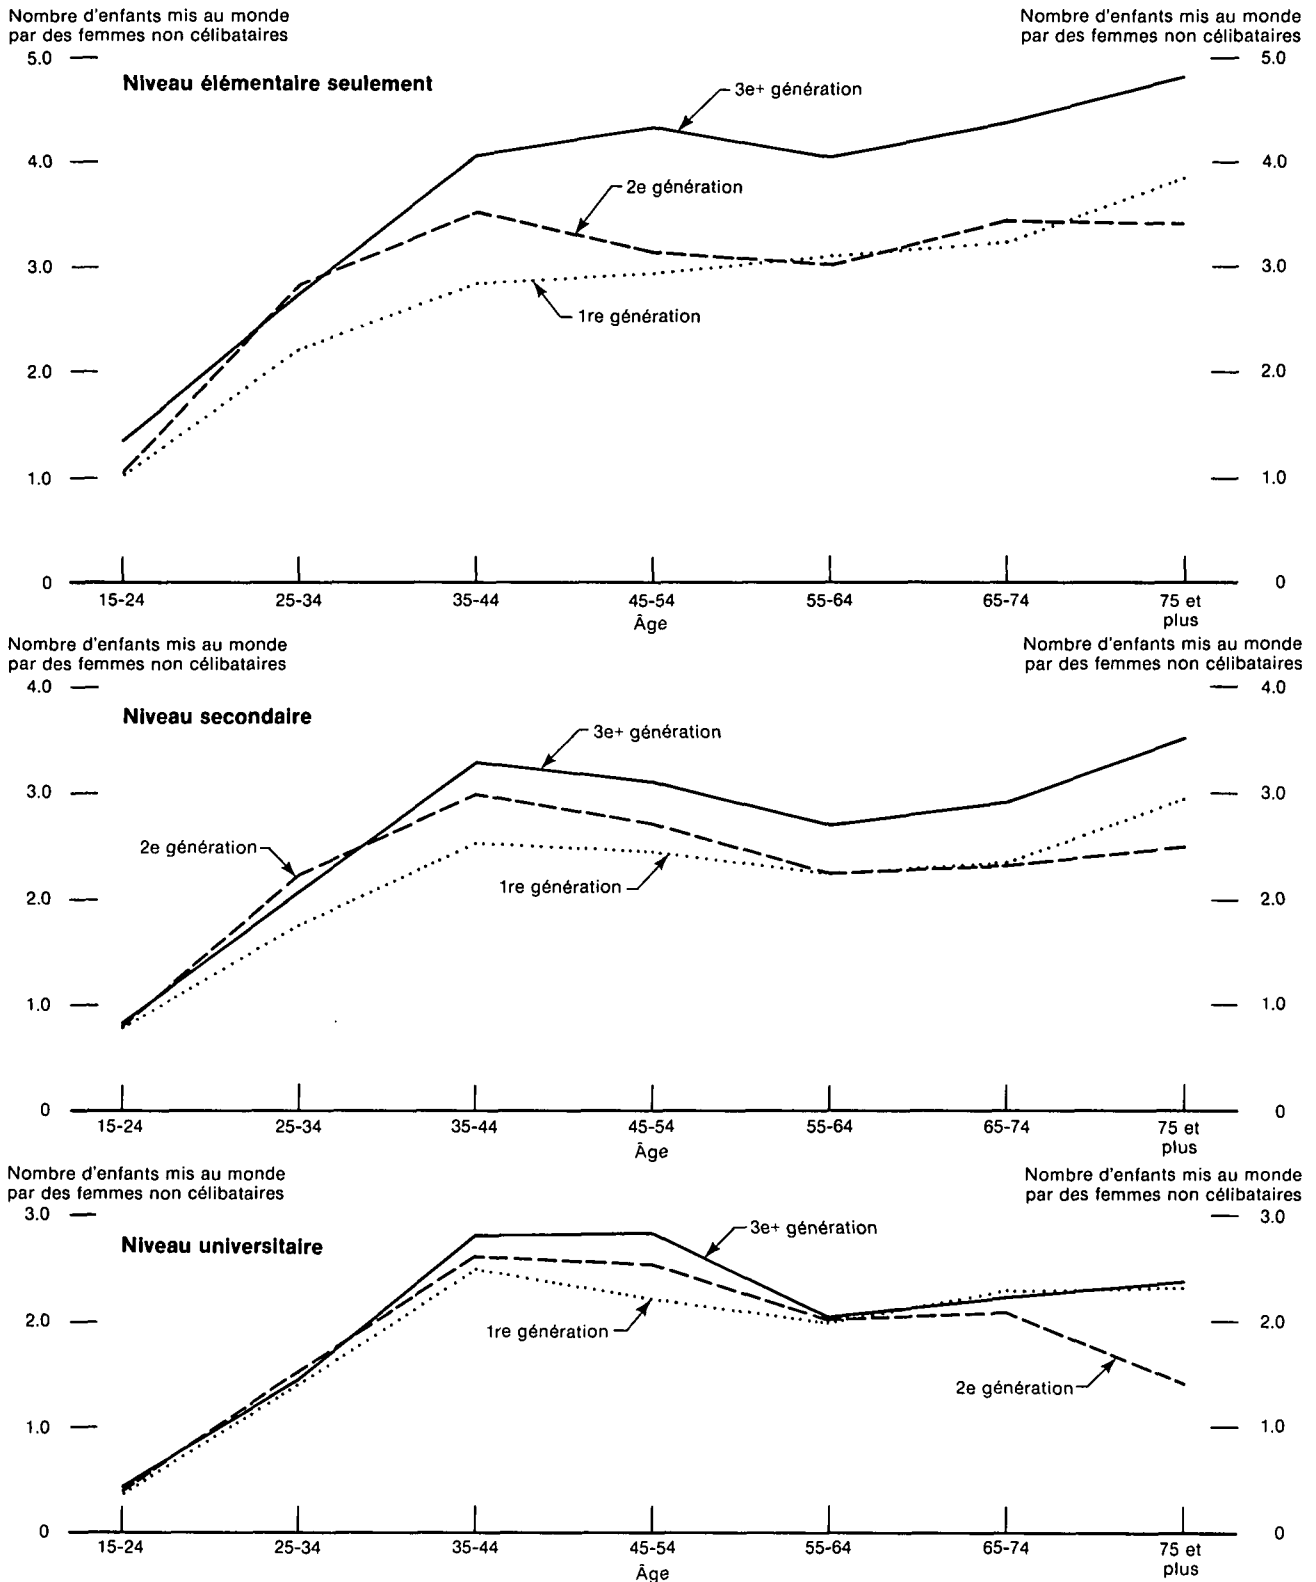 Nombre d'enfants mis au monde
par des femmes non célibataires
Nombre d'enfants mis au monde
par des femmes non célibataires
5.0
5.0
Niveau élémentaire seulement
3e+ génération
4.0
4.0
2e génération
3.0
3.0
1re génération
2.0
2.0
1.0
1.0
0
0
15-24 25-34 35-44 45-54 55-64 65-74 75 et
plus
Âge
Nombre d'enfants mis au monde
par des femmes non célibataires
Nombre d'enfants mis au monde
par des femmes non célibataires
4.0
4.0
Niveau secondaire
3e+ génération
3.0
3.0
2e génération
1re génération
2.0
2.0
1.0
1.0
0
0
15-24 25-34 35-44 45-54 55-64 65-74 75 et
plus
Âge
Nombre d'enfants mis au monde
par des femmes non célibataires
Nombre d'enfants mis au monde
par des femmes non célibataires
3.0
3.0
Niveau universitaire
3e+ génération
2.0
2.0
1re génération
2e génération
1.0
1.0
0
0
15-24 25-34 35-44 45-54 55-64 65-74 75 et
plus
Âge